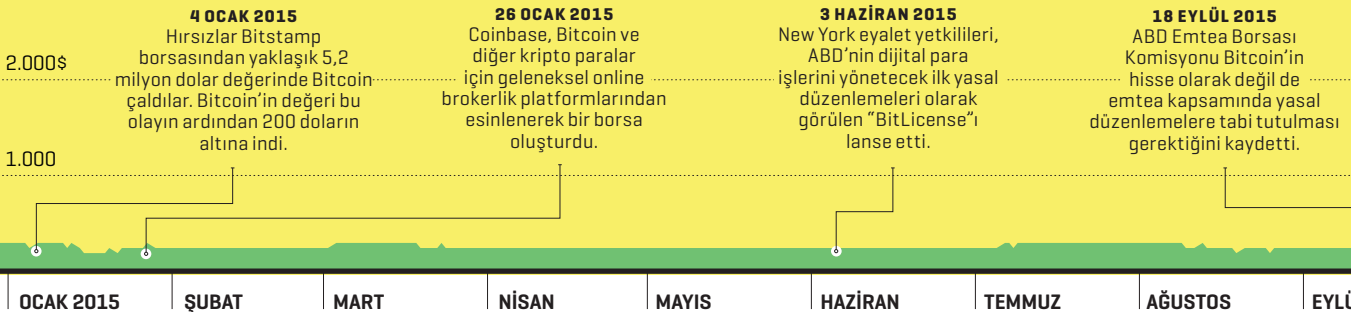 4 OCAK 2015
Hırsızlar Bitstamp
borsasından yaklaşık 5,2
milyon dolar değerinde Bitcoin
çaldılar. Bitcoin’in değeri bu
olayın ardından 200 doların
altına indi.
26 OCAK 2015
Coinbase, Bitcoin ve
diğer kripto paralar
için geleneksel online
brokerlik platformlarından
esinlenerek bir borsa
oluşturdu.
3 HAZİRAN 2015
New York eyalet yetkilileri,
ABD’nin dijital para
işlerini yönetecek ilk yasal
düzenlemeleri olarak
görülen “BitLicense”ı
lanse etti.
18 EYLÜL 2015
ABD Emtea Borsası
Komisyonu Bitcoin’in
hisse olarak değil de
emtea kapsamında yasal
düzenlemelere tabi tutulması
gerektiğini kaydetti.
2.000$
1.000
OCAK 2015
ŞUBAT
MART
NİSAN
MAYIS
HAZİRAN
TEMMUZ
AĞUSTOS
EYLÜ